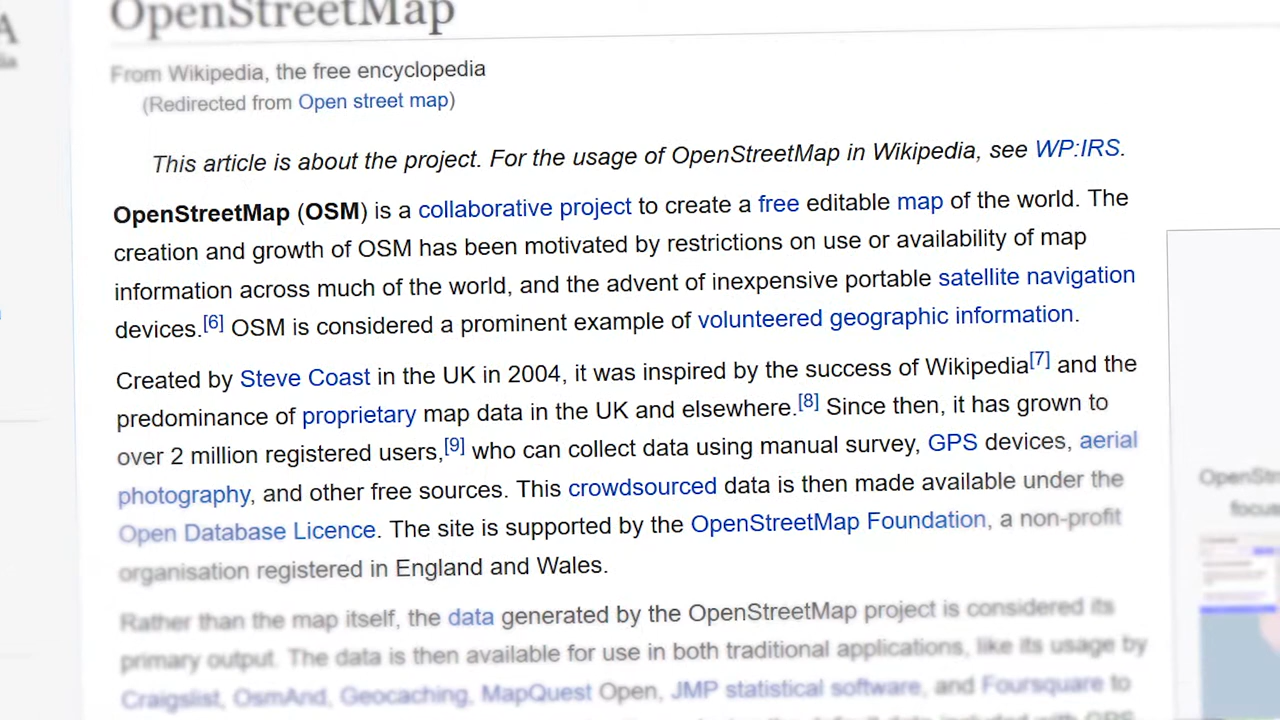 OpenStreetMap
From Wikipedia, the free encyclopedia
(Redirected from Open street map)
This article is about the project. For the usage of OpenStreetMap in Wikipedia, see WP:IRS.
OpenStreetMap (OSM) is a collaborative project to create a free editable map of the world. The
creation and growth of OSM has been motivated by restrictions on use or availability of map
information across much of the world, and the advent of inexpensive portable satellite navigation
devices.[6] OSM is considered a prominent example of volunteered geographic information.
Created by Steve Coast in the UK in 2004, it was inspired by the success of Wikipedia[7] and the
predominance of proprietary map data in the UK and elsewhere.[8] Since then, it has grown to
over 2 million registered users,[9] who can collect data using manual survey, GPS devices, aerial
photography, and other free sources. This crowdsourced data is then made available under the
Open Database Licence. The site is supported by the OpenStreetMap Foundation, a non-profit
organisation registered in England and Wales.
Rather than the map itself, the data generated by the OpenStreetMap project is considered its
primary output. The data is then available for use in both traditional applications, like its usage by
Craigslist, OsmAnd, Geocaching, MapQuest Open, JMP statistical software, and Foursquare to